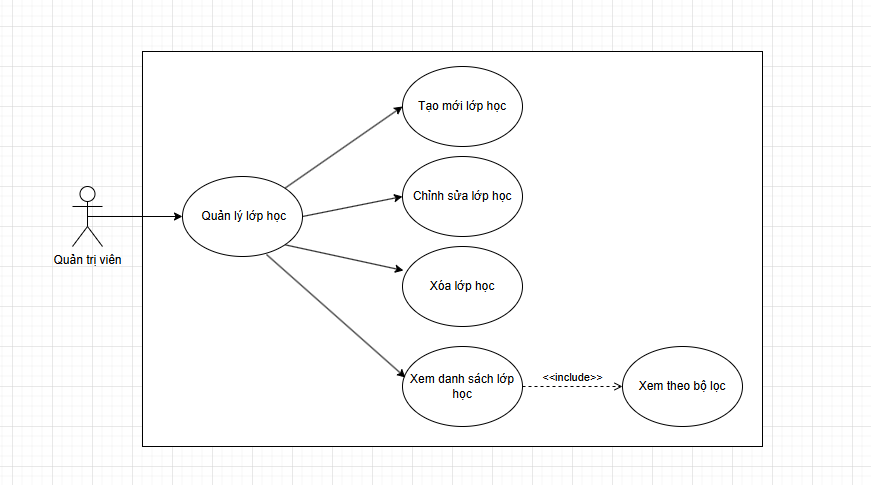 Tạo mới lớp học
Chỉnh sửa lớp học
Quản lý lớp học
Quản trị viên
Xóa lớp học
Xem danh sách lớp
học
<<include>>
Xem theo bộ lọc